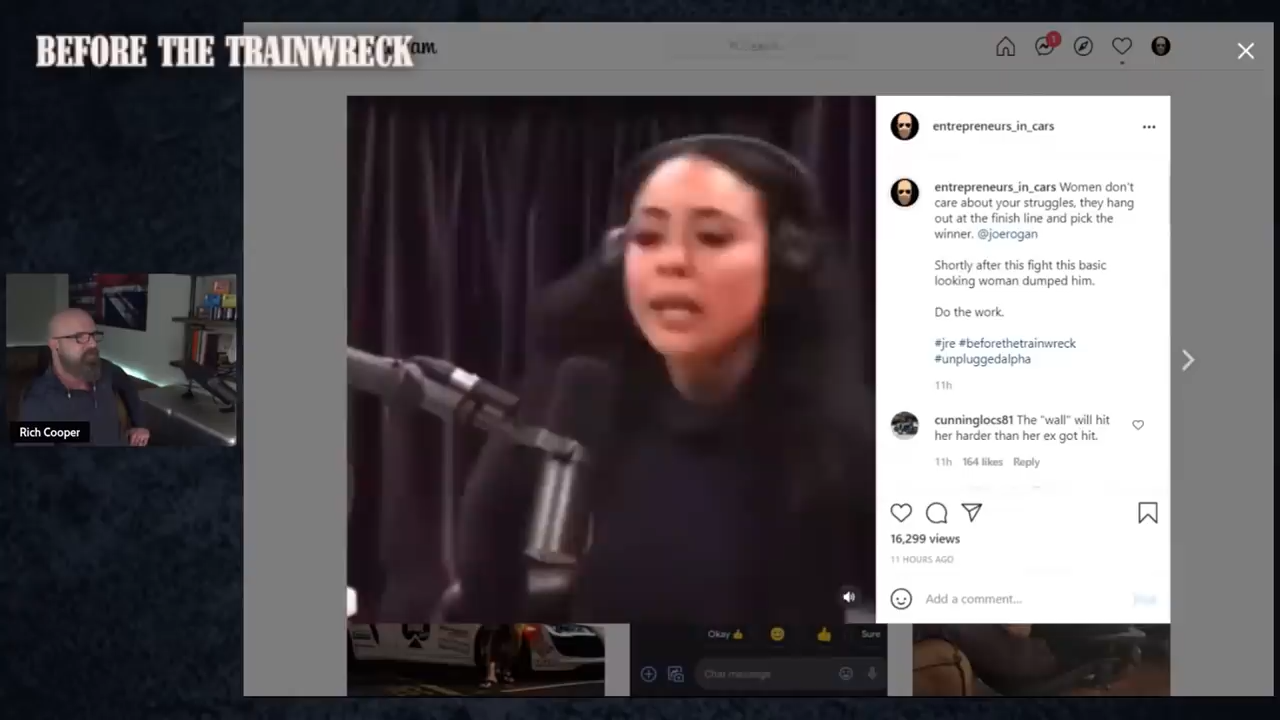 BEFORE THE TRAINWRECK
1
entrepreneurs_in_cars
entrepreneurs_in_cars Women don't
care about your struggles, they hang
out at the finish line and pick the
winner. @joerogan
Shortly after this fight this basic
looking woman dumped him.
Do the work.
#jre #beforethetrainwreck
#unpluggedalpha
11h
cunninglocs81 The "wall" will hit
her harder than her ex got hit.
11h 164 likes Reply
16,299 views
11 HOURS AGO
Add a comment...
Rich Cooper
Okay
Sure
Chat message